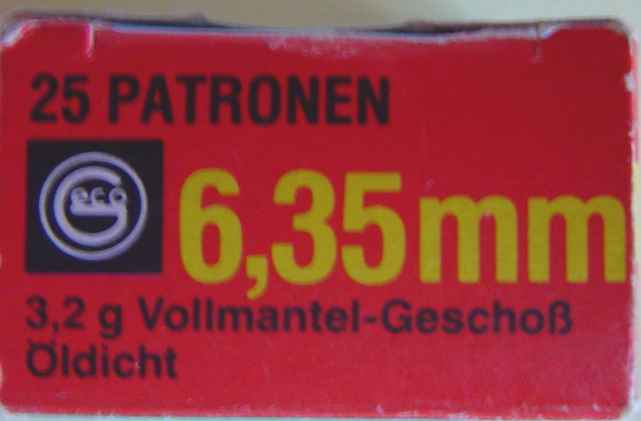 25 PATRONEN
Geco
6,35mm
3,2 g Vollmantel-Geschoß
Öldicht